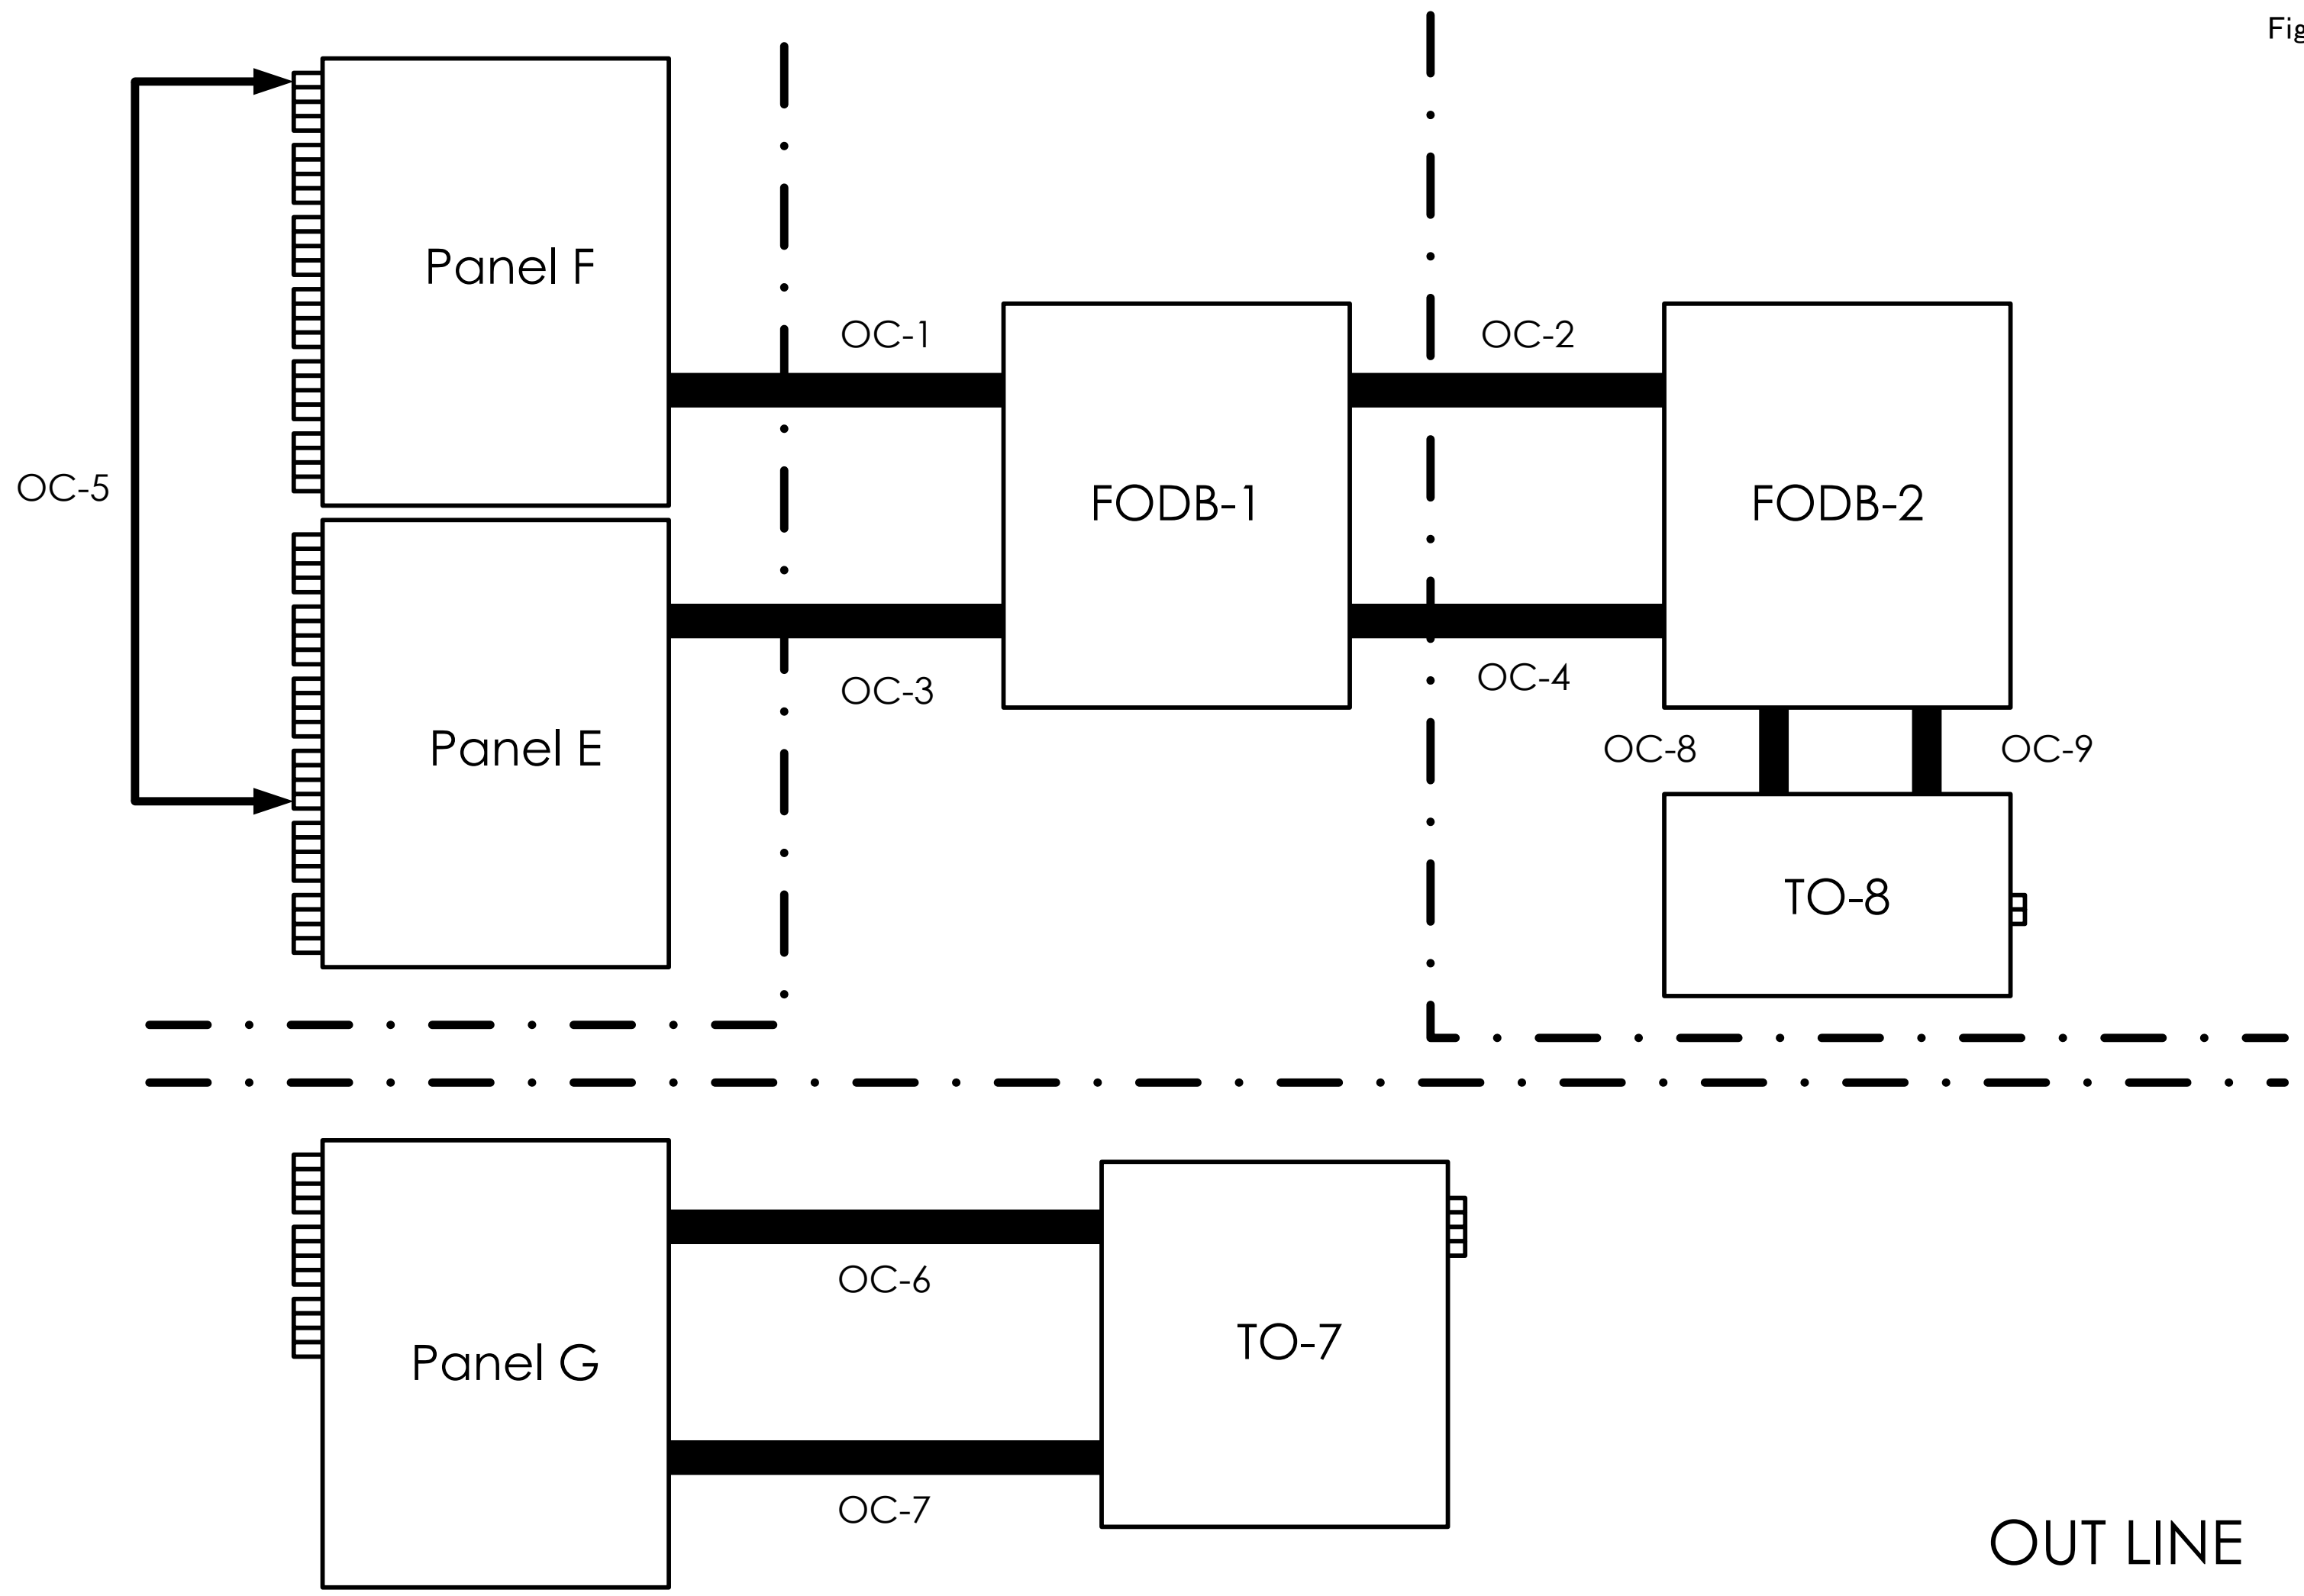 Fig
Panel F
OC-1
OC-2
OC-5
FODB-1
FODB-2
OC-3
OC-4
Panel E
OC-8
OC-9
TO-8
OC-6
Panel G
TO-7
OC-7
OUT LINE